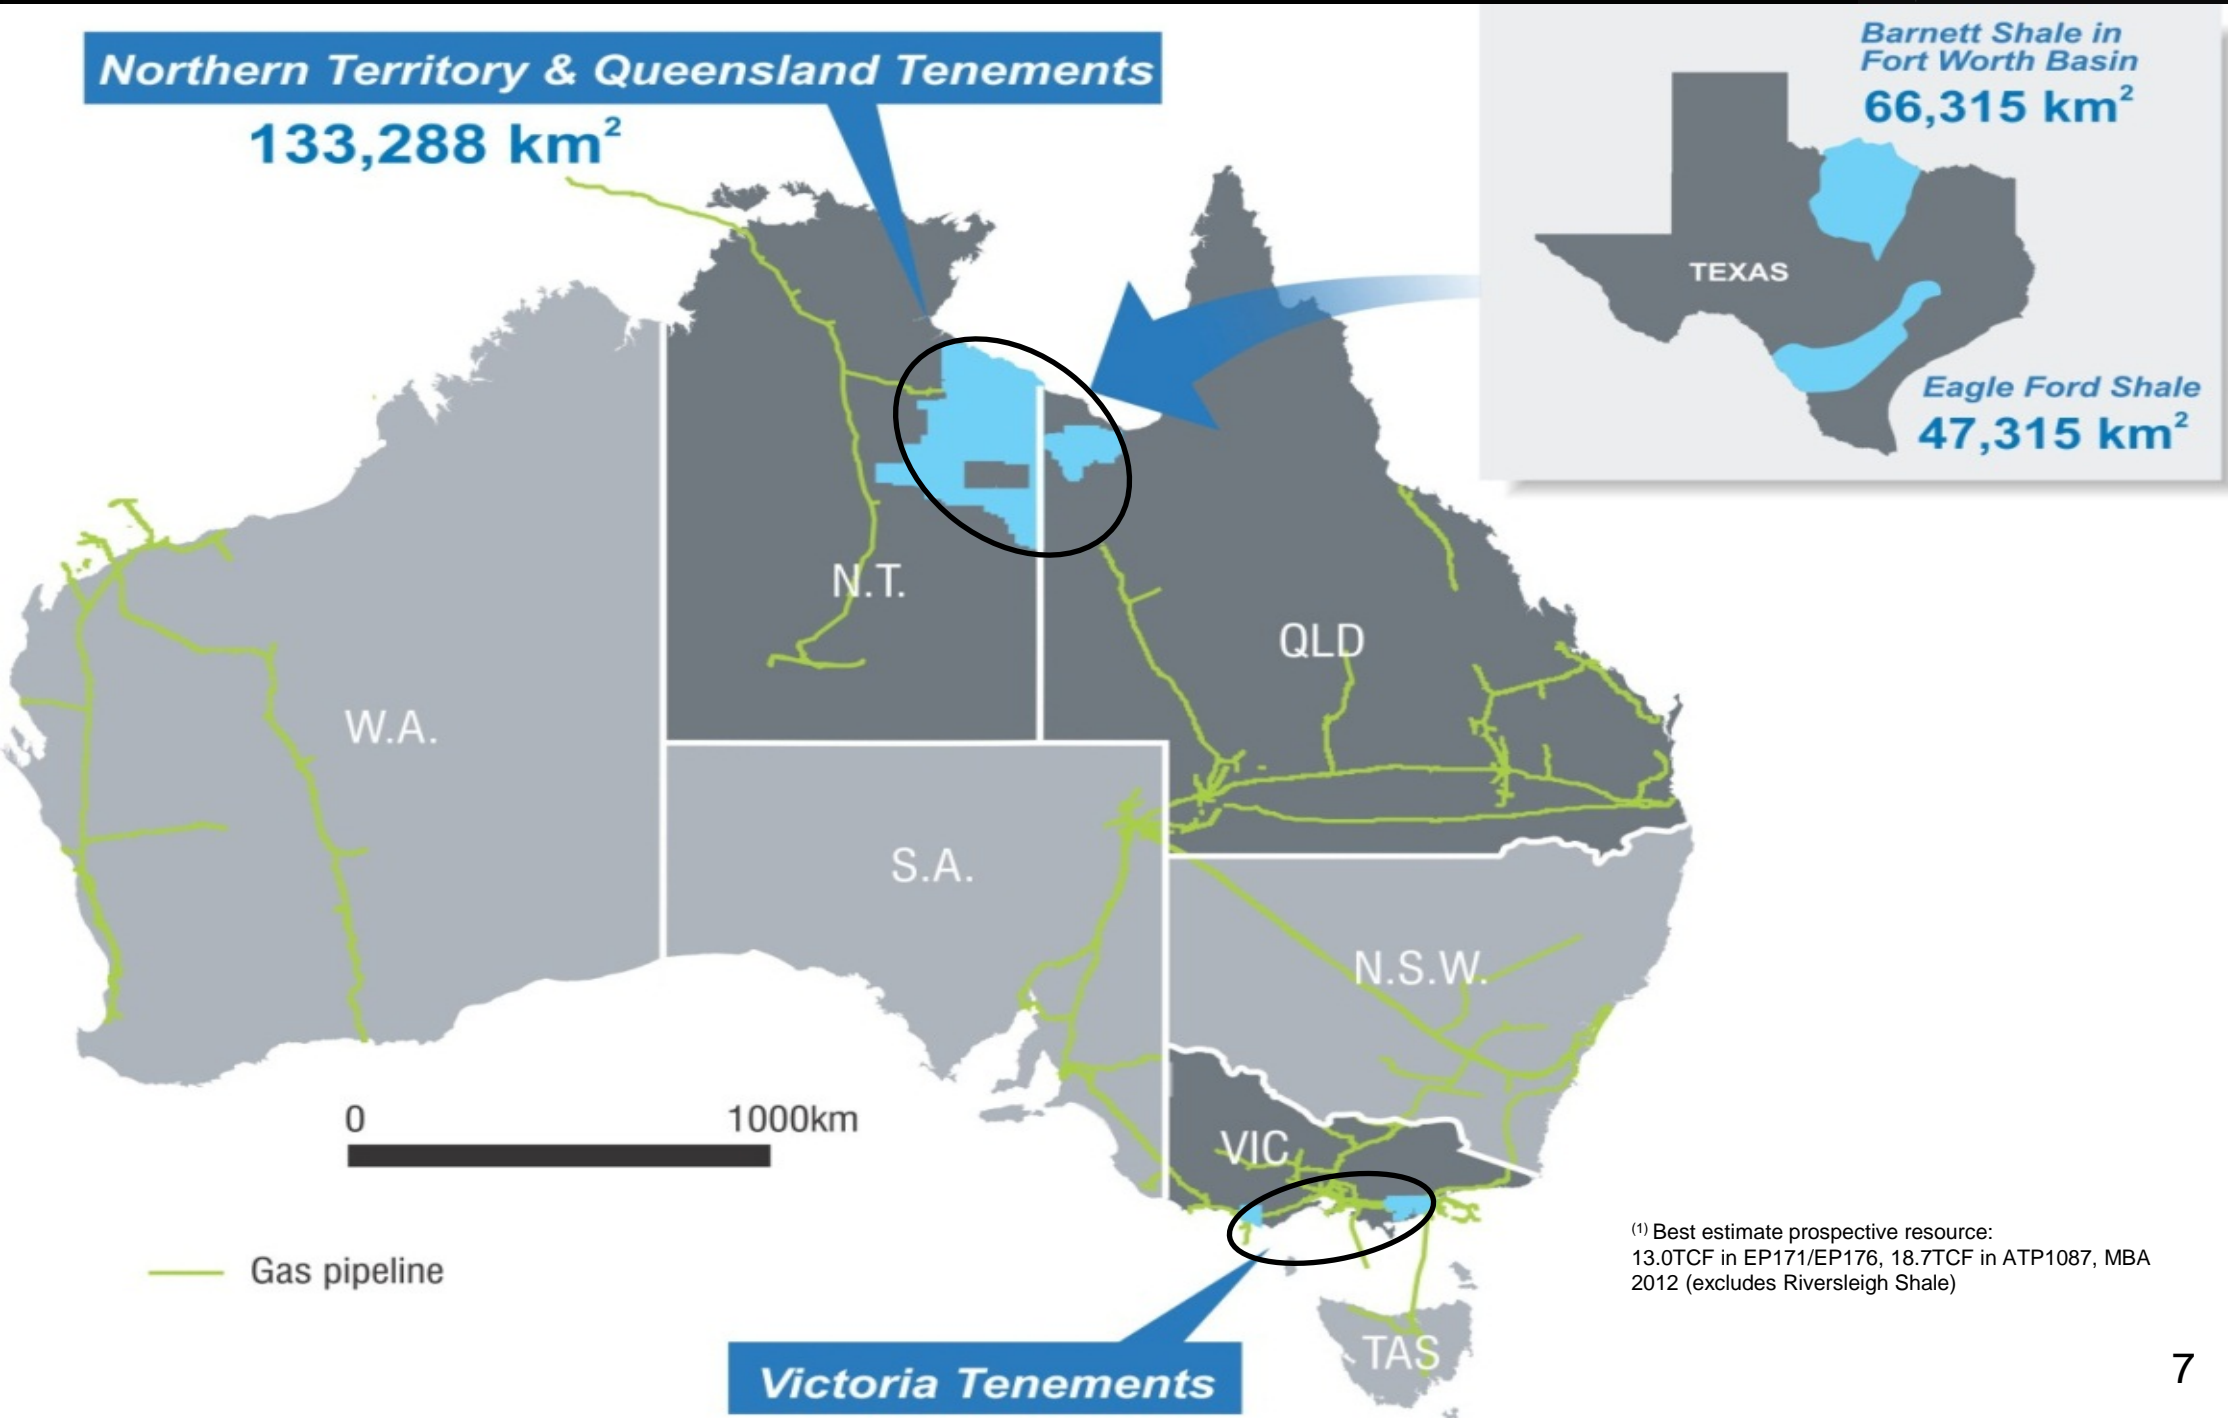 Northern Territory & Queensland Tenements
133,288 km²
Barnett Shale in
Fort Worth Basin
66,315 km²
TEXAS
Eagle Ford Shale
47,315 km²
N.T.
QLD
W.A.
S.A.
N.S.W.
0 1000km
VIC
Gas pipeline
(1) Best estimate prospective resource:
13.0TCF in EP171/EP176, 18.7TCF in ATP1087, MBA
2012 (excludes Riversleigh Shale)
TAS
Victoria Tenements
7